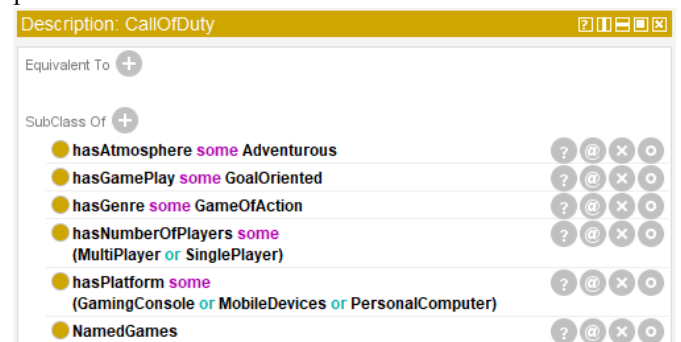 Description: CallOfDuty
Equivalent To
SubClass Of
hasAtmosphere some Adventurous
hasGamePlay some GoalOriented
hasGenre some GameOfAction
hasNumberOfPlayers some
(MultiPlayer or SinglePlayer)
hasPlatform some
(GamingConsole or MobileDevices or PersonalComputer)
NamedGames